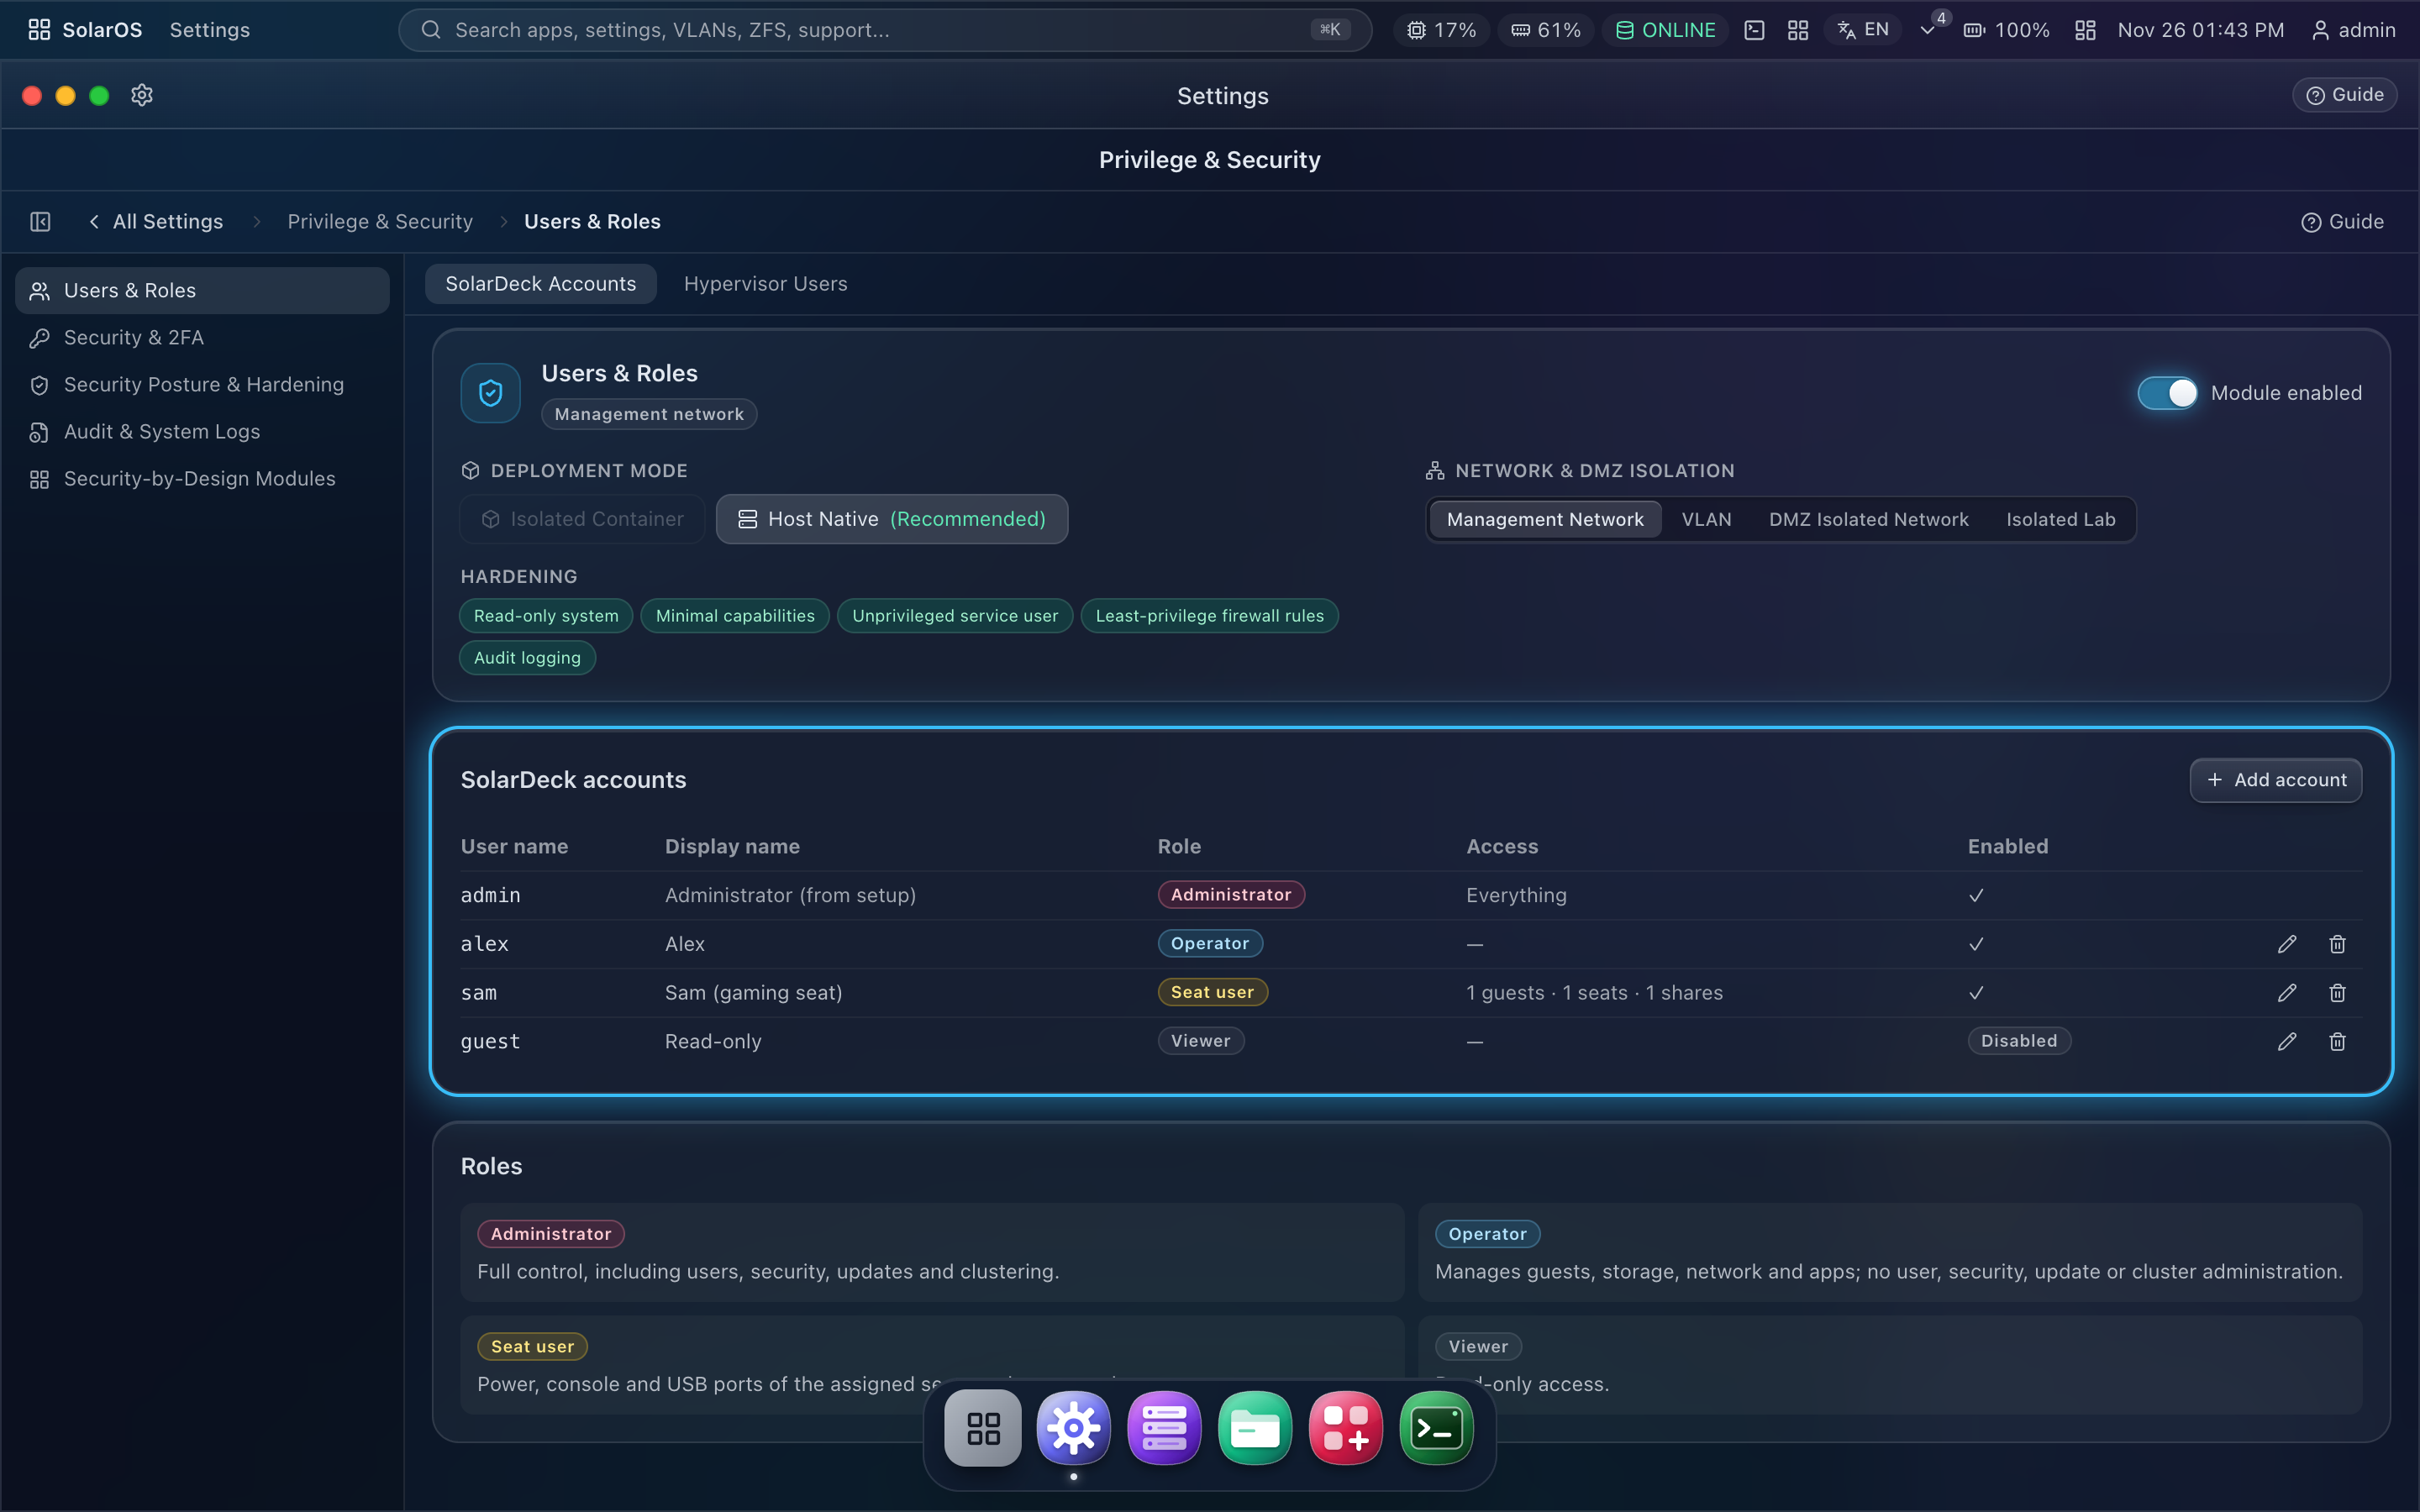 SolarOS Settings Search apps, settings, VLANs, ZFS, support... ⌘K 17% 61% ONLINE EN 4 100% Nov 26 01:43 PM admin
Settings Guide
Privilege & Security
All Settings Privilege & Security Users & Roles Guide
Users & Roles
Security & 2FA
Security Posture & Hardening
Audit & System Logs
Security-by-Design Modules
SolarDeck Accounts Hypervisor Users
Users & Roles
Management network
Module enabled
DEPLOYMENT MODE
Isolated Container Host Native (Recommended)
NETWORK & DMZ ISOLATION
Management Network VLAN DMZ Isolated Network Isolated Lab
HARDENING
Read-only system Minimal capabilities Unprivileged service user Least-privilege firewall rules
Audit logging
SolarDeck accounts + Add account
User name Display name Role Access Enabled
admin Administrator (from setup) Administrator Everything ✓
alex Alex Operator — ✓
sam Sam (gaming seat) Seat user 1 guests · 1 seats · 1 shares ✓
guest Read-only Viewer — Disabled
Roles
Administrator
Full control, including users, security, updates and clustering.
Operator
Manages guests, storage, network and apps; no user, security, update or cluster administration.
Seat user
Power, console and USB ports of the assigned
Viewer
access.